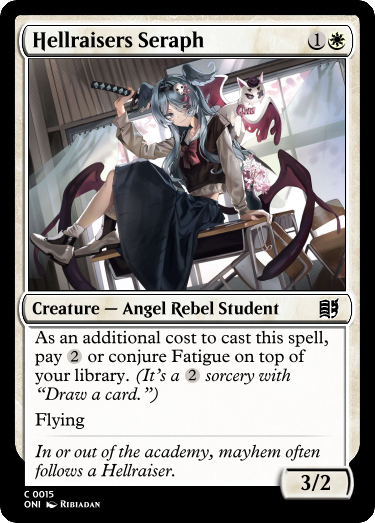 Hellraisers Seraph 1
Creature — Angel Rebel Student
As an additional cost to cast this spell,
pay 2 or conjure Fatigue on top of
your library. (It's a 2 sorcery with
“Draw a card.”)
Flying
In or out of the academy, mayhem often
follows a Hellraiser.
3/2
C 0015
ONI Ribiadan